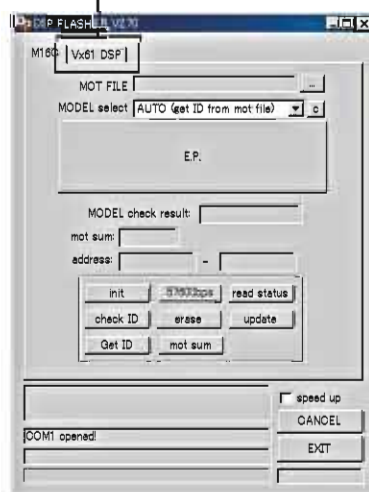 DSP FLASH V2.70
M16C Vx61 DSP
MOT FILE ...
MODEL select AUTO (get ID from mot file) c
E.P.
MODEL check result:
mot sum:
address: -
init 57600bps read status
check ID erase update
Get ID mot sum
speed up
CANCEL
COM1 opened!
EXIT